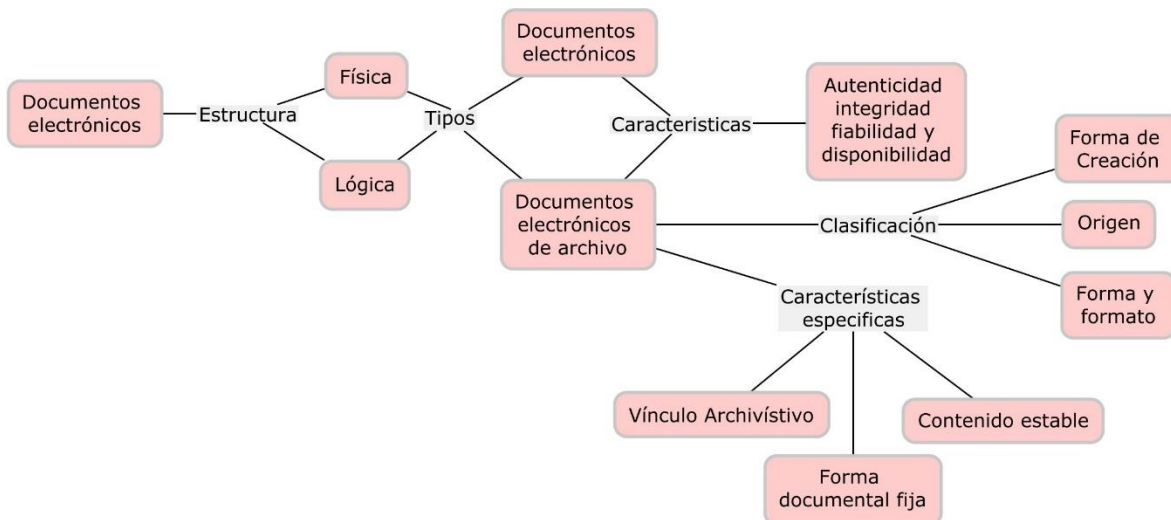 Documentos
electrónicos
Estructura
Física
Lógica
Tipos
Documentos
electrónicos
Documentos
electrónicos
de archivo
Caracteristicas
Autenticidad
integridad
fiabilidad y
disponibilidad
Clasificación
Forma de
Creación
Origen
Forma y
formato
Característícas
especificas
Vínculo Archivístivo
Forma
documental fija
Contenido estable